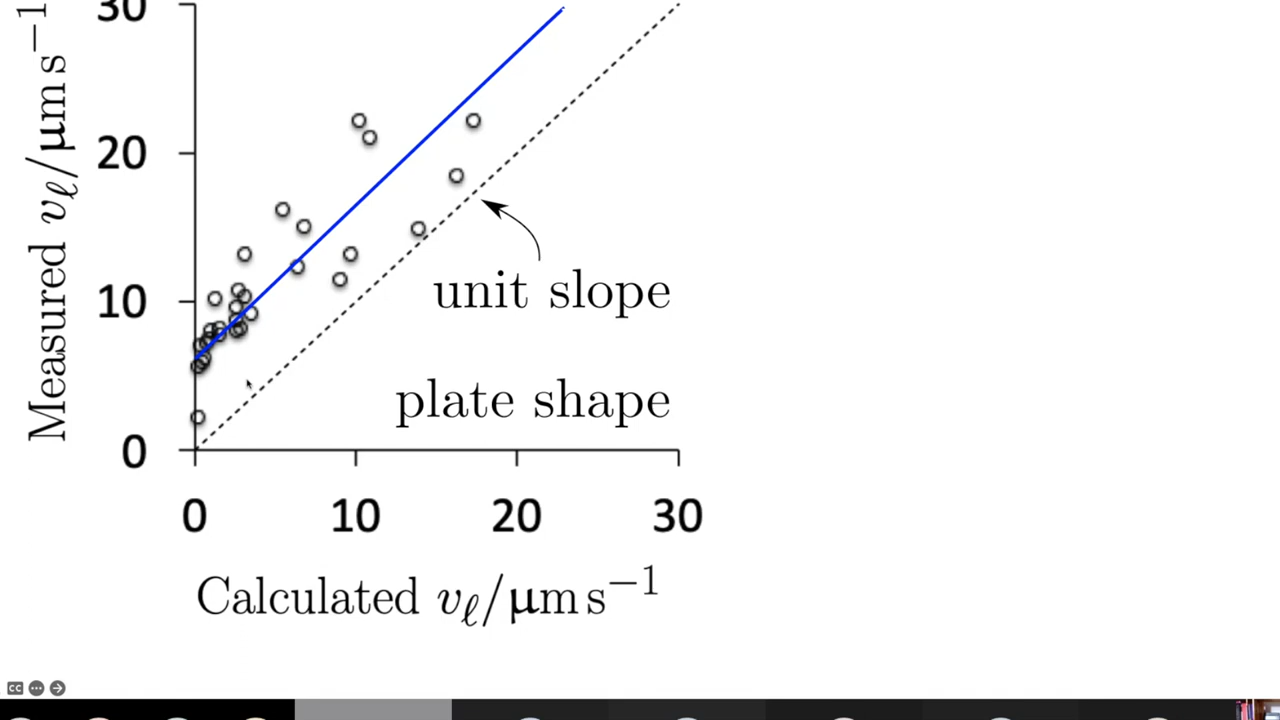 30
20
10
0
Measured vℓ/μm s−1
unit slope
plate shape
0 10 20 30
Calculated vℓ/μm s−1
CC